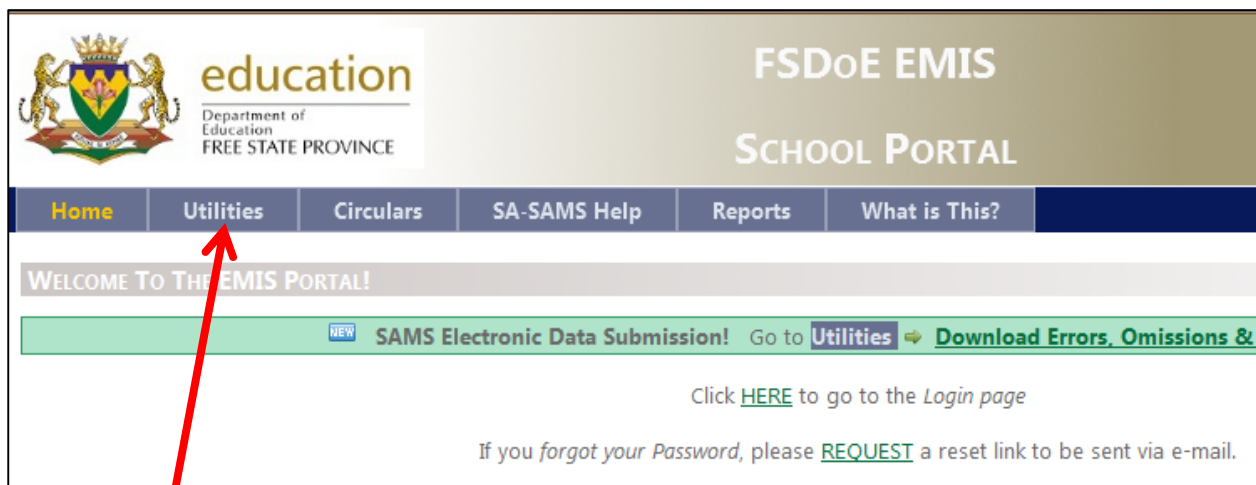 education
Department of
Education
FREE STATE PROVINCE
FSDOE EMIS
SCHOOL PORTAL
Home Utilities Circulars SA-SAMS Help Reports What is This?
WELCOME TO THE EMIS PORTAL!
NEW SAMS Electronic Data Submission! Go to Utilities ➡ Download Errors, Omissions &
Click HERE to go to the Login page
If you forgot your Password, please REQUEST a reset link to be sent via e-mail.